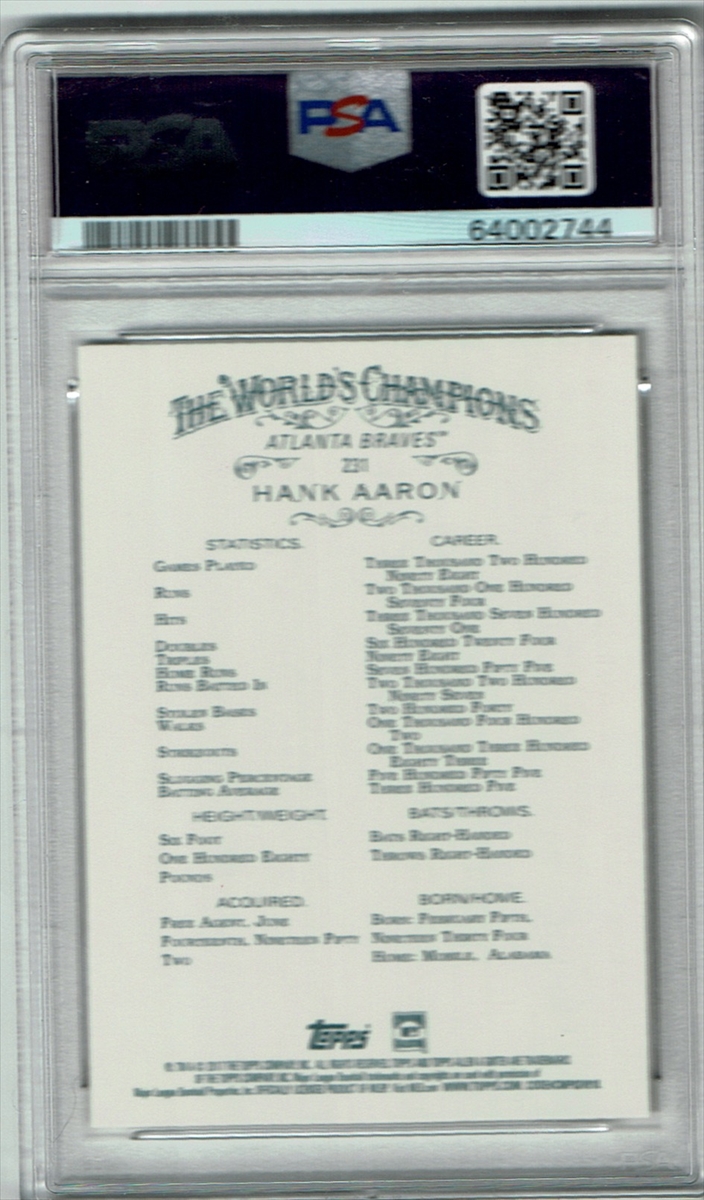 PSA
PSA
64002744
THE WORLD'S CHAMPIONS
ATLANTA BRAVES™
231
HANK AARON
STATISTICS. CAREER.
GAMES PLAYED THREE THOUSAND TWO HUNDRED
NINETY EIGHT
RUNS TWO THOUSAND ONE HUNDRED
SEVENTY FOUR
HITS THREE THOUSAND SEVEN HUNDRED
SEVENTY ONE
DOUBLES SIX HUNDRED TWENTY FOUR
TRIPLES NINETY EIGHT
HOME RUNS SEVEN HUNDRED FIFTY FIVE
RUNS BATTED IN TWO THOUSAND TWO HUNDRED
NINETY SEVEN
STOLEN BASES TWO HUNDRED FORTY
WALKS ONE THOUSAND FOUR HUNDRED
TWO
STRIKEOUTS ONE THOUSAND THREE HUNDRED
EIGHTY THREE
SLUGGING PERCENTAGE FIVE HUNDRED FIFTY FIVE
BATTING AVERAGE THREE HUNDRED FIVE
HEIGHT/WEIGHT. BATS/THROWS.
SIX FOOT BATS RIGHT-HANDED
ONE HUNDRED EIGHTY THROWS RIGHT-HANDED
POUNDS
ACQUIRED. BORN/HOME.
FREE AGENT, JUNE BORN: FEBRUARY FIFTH,
FOURTEENTH, NINETEEN FIFTY NINETEEN THIRTY FOUR
TWO HOME: MOBILE, ALABAMA
TOPPS
PSA